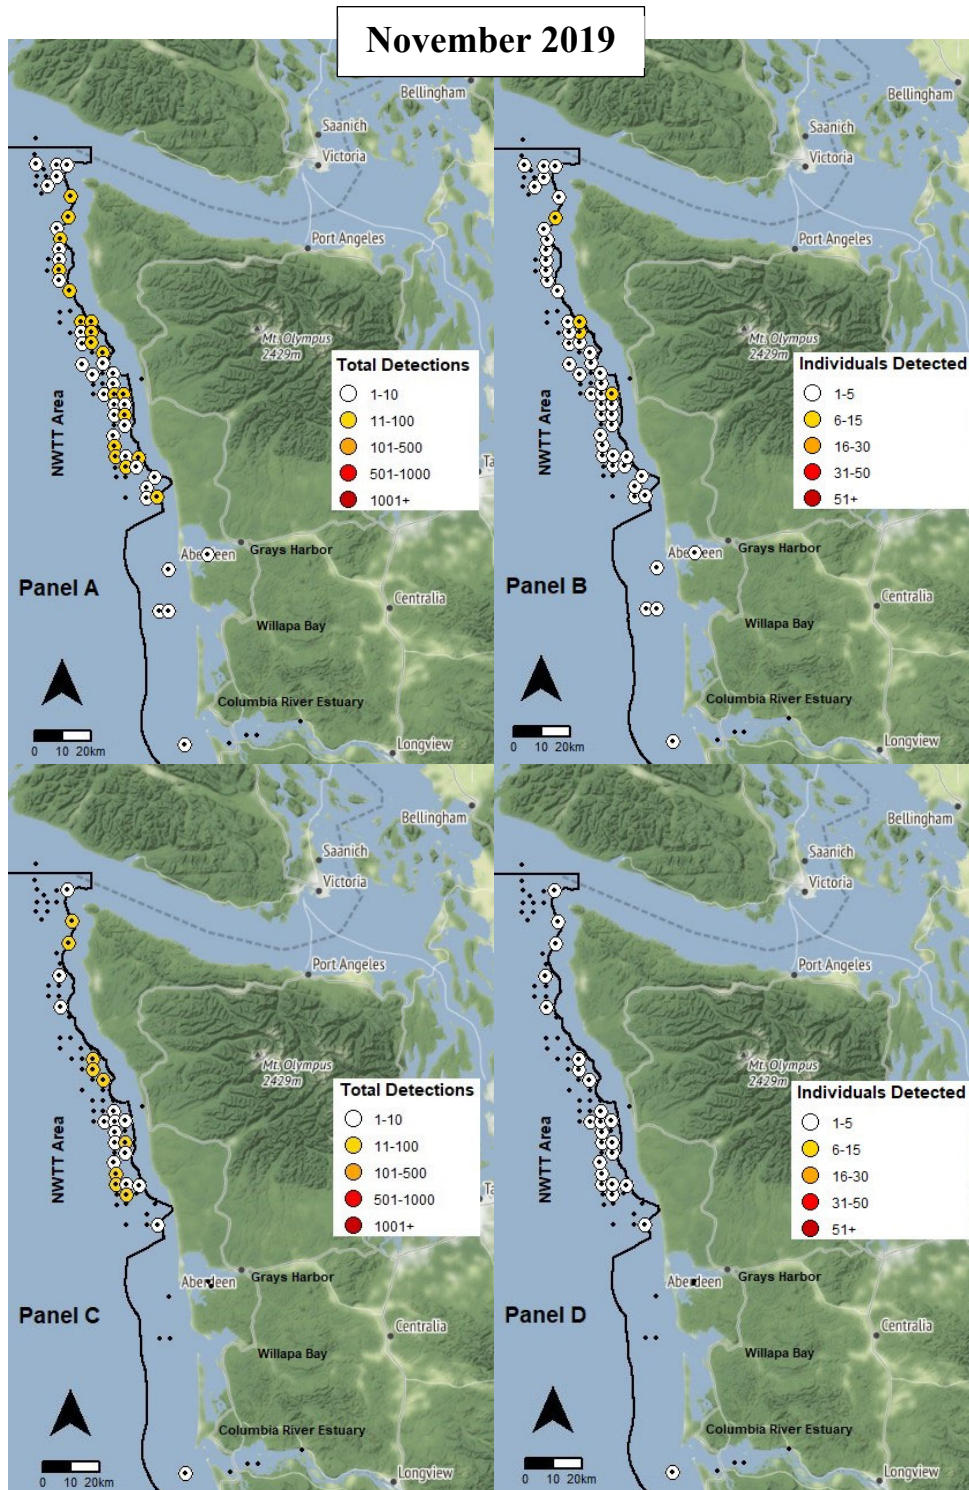 November 2019
Bellingham
Saanich
Victoria
Port Angeles
Mt. Olympus
2429m
Total Detections
1-10
11-100
101-500
501-1000
1001+
NWTT Area
Ta
Aberdeen
Grays Harbor
Panel A
Centralia
Willapa Bay
Columbia River Estuary
0 10 20km
Longview
Bellingham
Saanich
Victoria
Port Angeles
Mt. Olympus
2429m
Individuals Detected
1-5
6-15
16-30
31-50
51+
NWTT Area
Aberdeen
Grays Harbor
Panel B
Centralia
Willapa Bay
Columbia River Estuary
0 10 20km
Longview
Bellingham
Saanich
Victoria
Port Angeles
Mt. Olympus
2429m
Total Detections
1-10
11-100
101-500
501-1000
1001+
NWTT Area
Ta
Aberdeen
Grays Harbor
Panel C
Centralia
Willapa Bay
Columbia River Estuary
0 10 20km
Longview
Bellingham
Saanich
Victoria
Port Angeles
Mt. Olympus
2429m
Individuals Detected
1-5
6-15
16-30
31-50
51+
NWTT Area
Aberdeen
Grays Harbor
Panel D
Centralia
Willapa Bay
Columbia River Estuary
0 10 20km
Longview